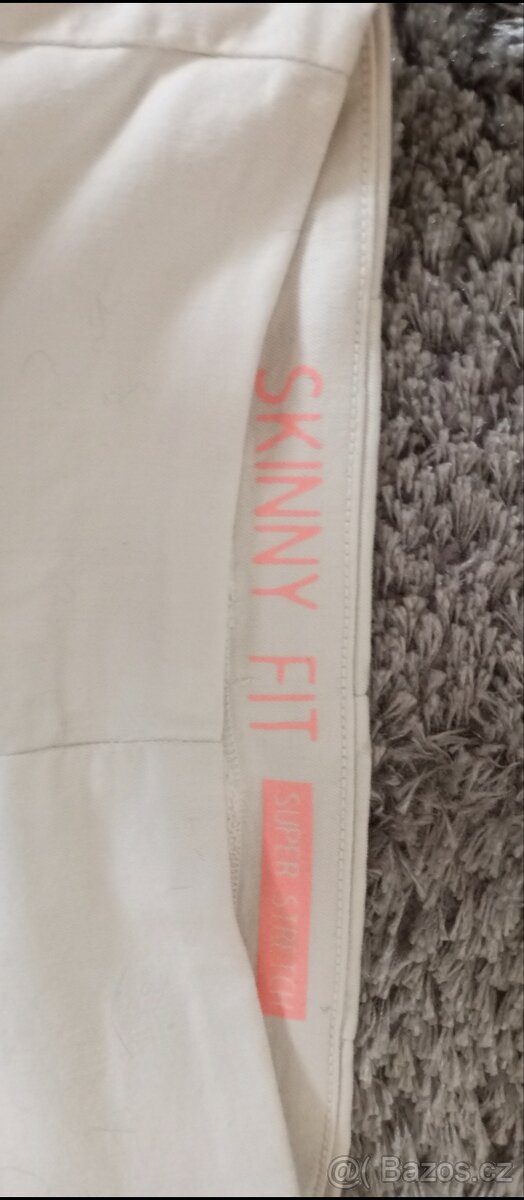 SKINNY FIT
SUPER STRETCH
@( Bazos.cz